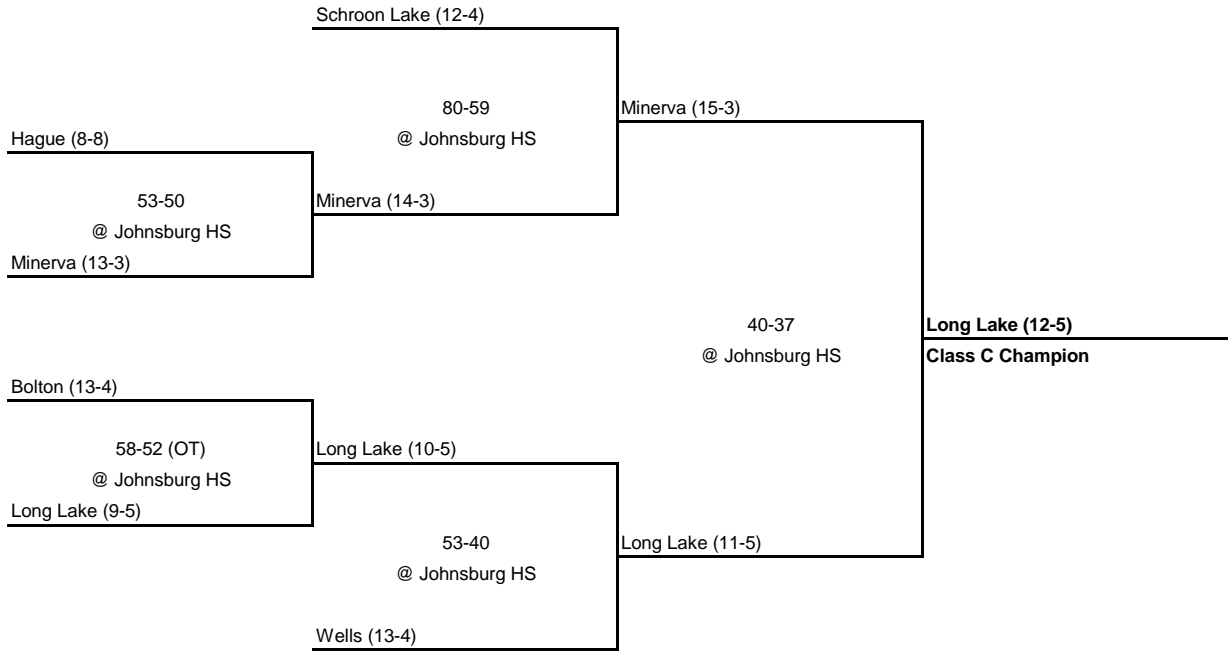 Schroon Lake (12-4)
80-59
Minerva (15-3)
Hague (8-8)
@ Johnsburg HS
53-50
Minerva (14-3)
@ Johnsburg HS
Minerva (13-3)
40-37
Long Lake (12-5)
@ Johnsburg HS
Class C Champion
Bolton (13-4)
58-52 (OT)
Long Lake (10-5)
@ Johnsburg HS
Long Lake (9-5)
53-40
Long Lake (11-5)
@ Johnsburg HS
Wells (13-4)